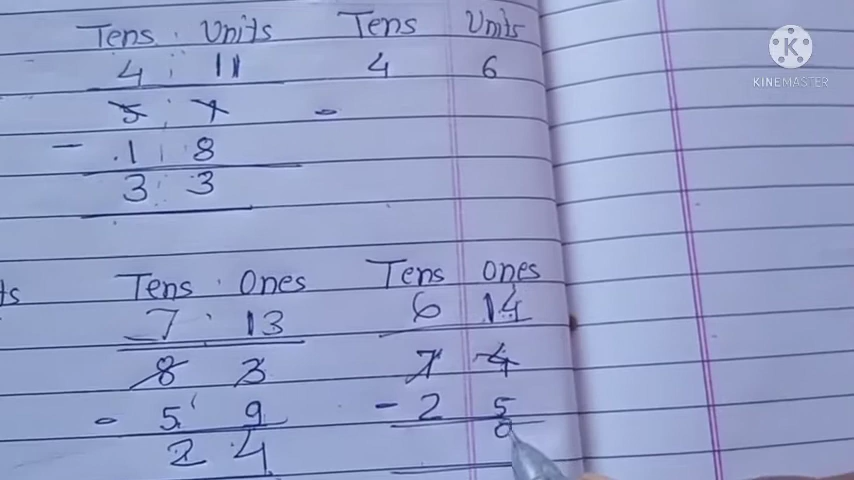 Tens Units Tens Units
4 11 4 6
5 1 -
- 1 8
3 3
Tens Ones Tens Ones
7 13 6 14
8 3 7 4
- 5 9 - 2 5
2 4
K
KINEMASTER